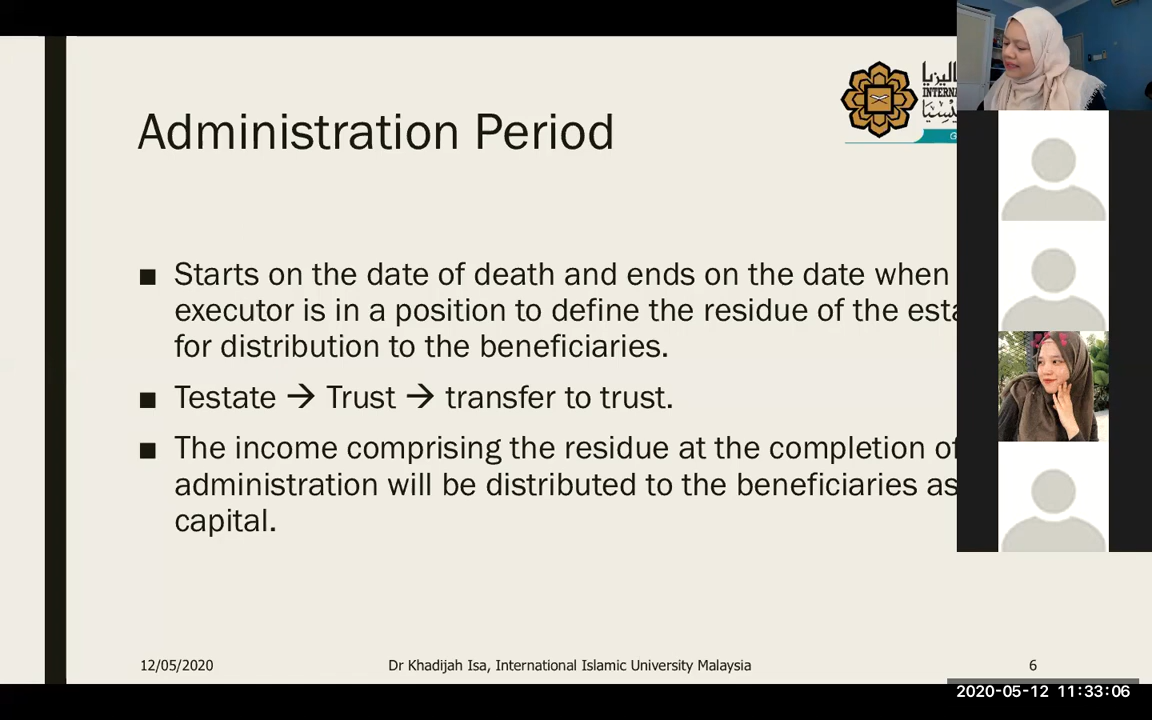 Administration Period
■ Starts on the date of death and ends on the date when
executor is in a position to define the residue of the
for distribution to the beneficiaries.
■ Testate → Trust → transfer to trust.
■ The income comprising the residue at the completion
administration will be distributed to the beneficiaries as
capital.
12/05/2020 Dr Khadijah Isa, International Islamic University Malaysia 6
2020-05-12 11:33:06